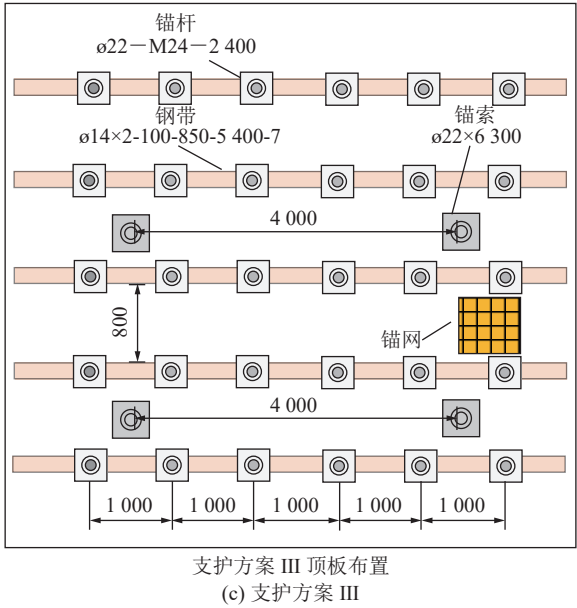 锚杆
ø22－M24－2 400
钢带
ø14×2-100-850-5 400-7
锚索
ø22×6 300
4 000
800
锚网
4 000
1 000 1 000 1 000 1 000 1 000
支护方案 III 顶板布置
(c) 支护方案 III